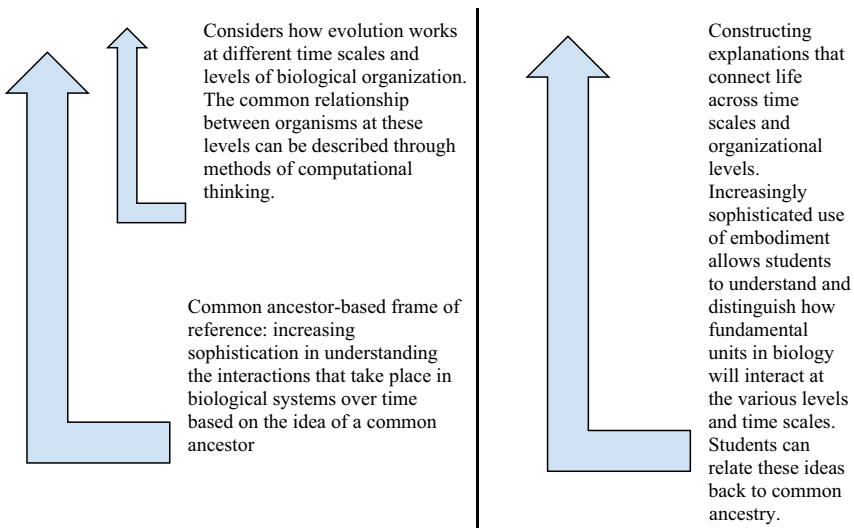 Considers how evolution works
at different time scales and
levels of biological organization.
The common relationship
between organisms at these
levels can be described through
methods of computational
thinking.
Common ancestor-based frame of
reference: increasing
sophistication in understanding
the interactions that take place in
biological systems over time
based on the idea of a common
ancestor
Constructing
explanations that
connect life
across time
scales and
organizational
levels.
Increasingly
sophisticated use
of embodiment
allows students
to understand and
distinguish how
fundamental
units in biology
will interact at
the various levels
and time scales.
Students can
relate these ideas
back to common
ancestry.